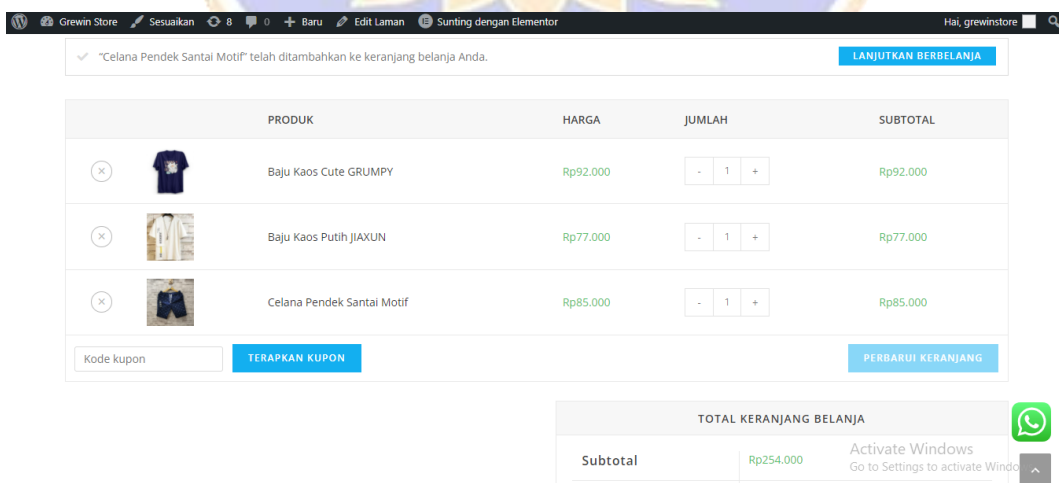 Grewin Store Sesuaikan 8 0 + Baru Edit Laman Sunting dengan Elementor Hai, grewinstore
"Celana Pendek Santai Motif" telah ditambahkan ke keranjang belanja Anda. LANJUTKAN BERBELANJA
PRODUK HARGA JUMLAH SUBTOTAL
Baju Kaos Cute GRUMPY Rp92.000 - 1 + Rp92.000
Baju Kaos Putih JIAXUN Rp77.000 - 1 + Rp77.000
Celana Pendek Santai Motif Rp85.000 - 1 + Rp85.000
Kode kupon TERAPKAN KUPON PERBARUI KERANJANG
TOTAL KERANJANG BELANJA
Subtotal Rp254.000
Activate Windows
Go to Settings to activate Windo